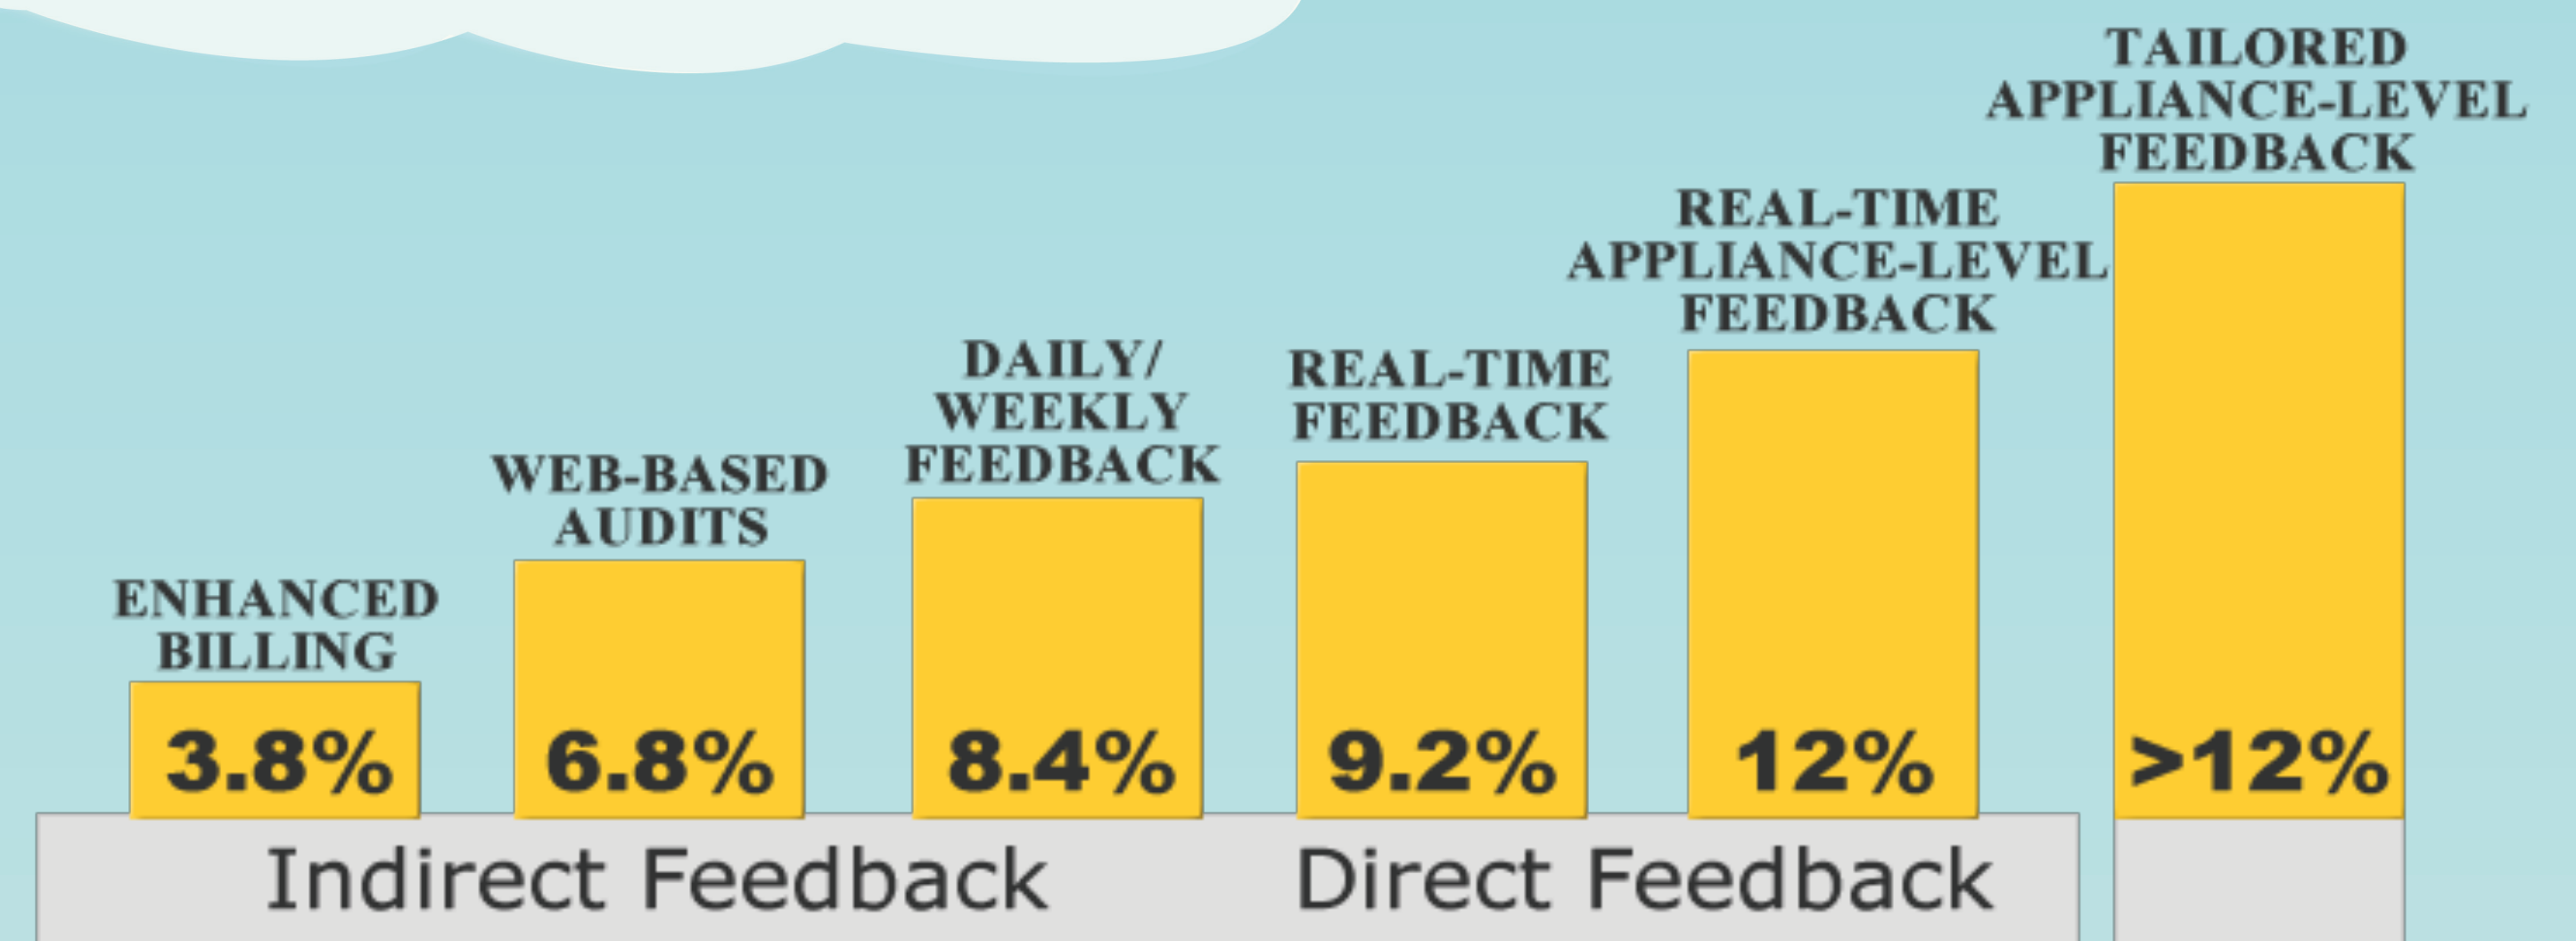 ENHANCED
BILLING
3.8%
WEB-BASED
AUDITS
6.8%
DAILY/
WEEKLY
FEEDBACK
8.4%
REAL-TIME
FEEDBACK
9.2%
REAL-TIME
APPLIANCE-LEVEL
FEEDBACK
12%
TAILORED
APPLIANCE-LEVEL
FEEDBACK
>12%
Indirect Feedback
Direct Feedback